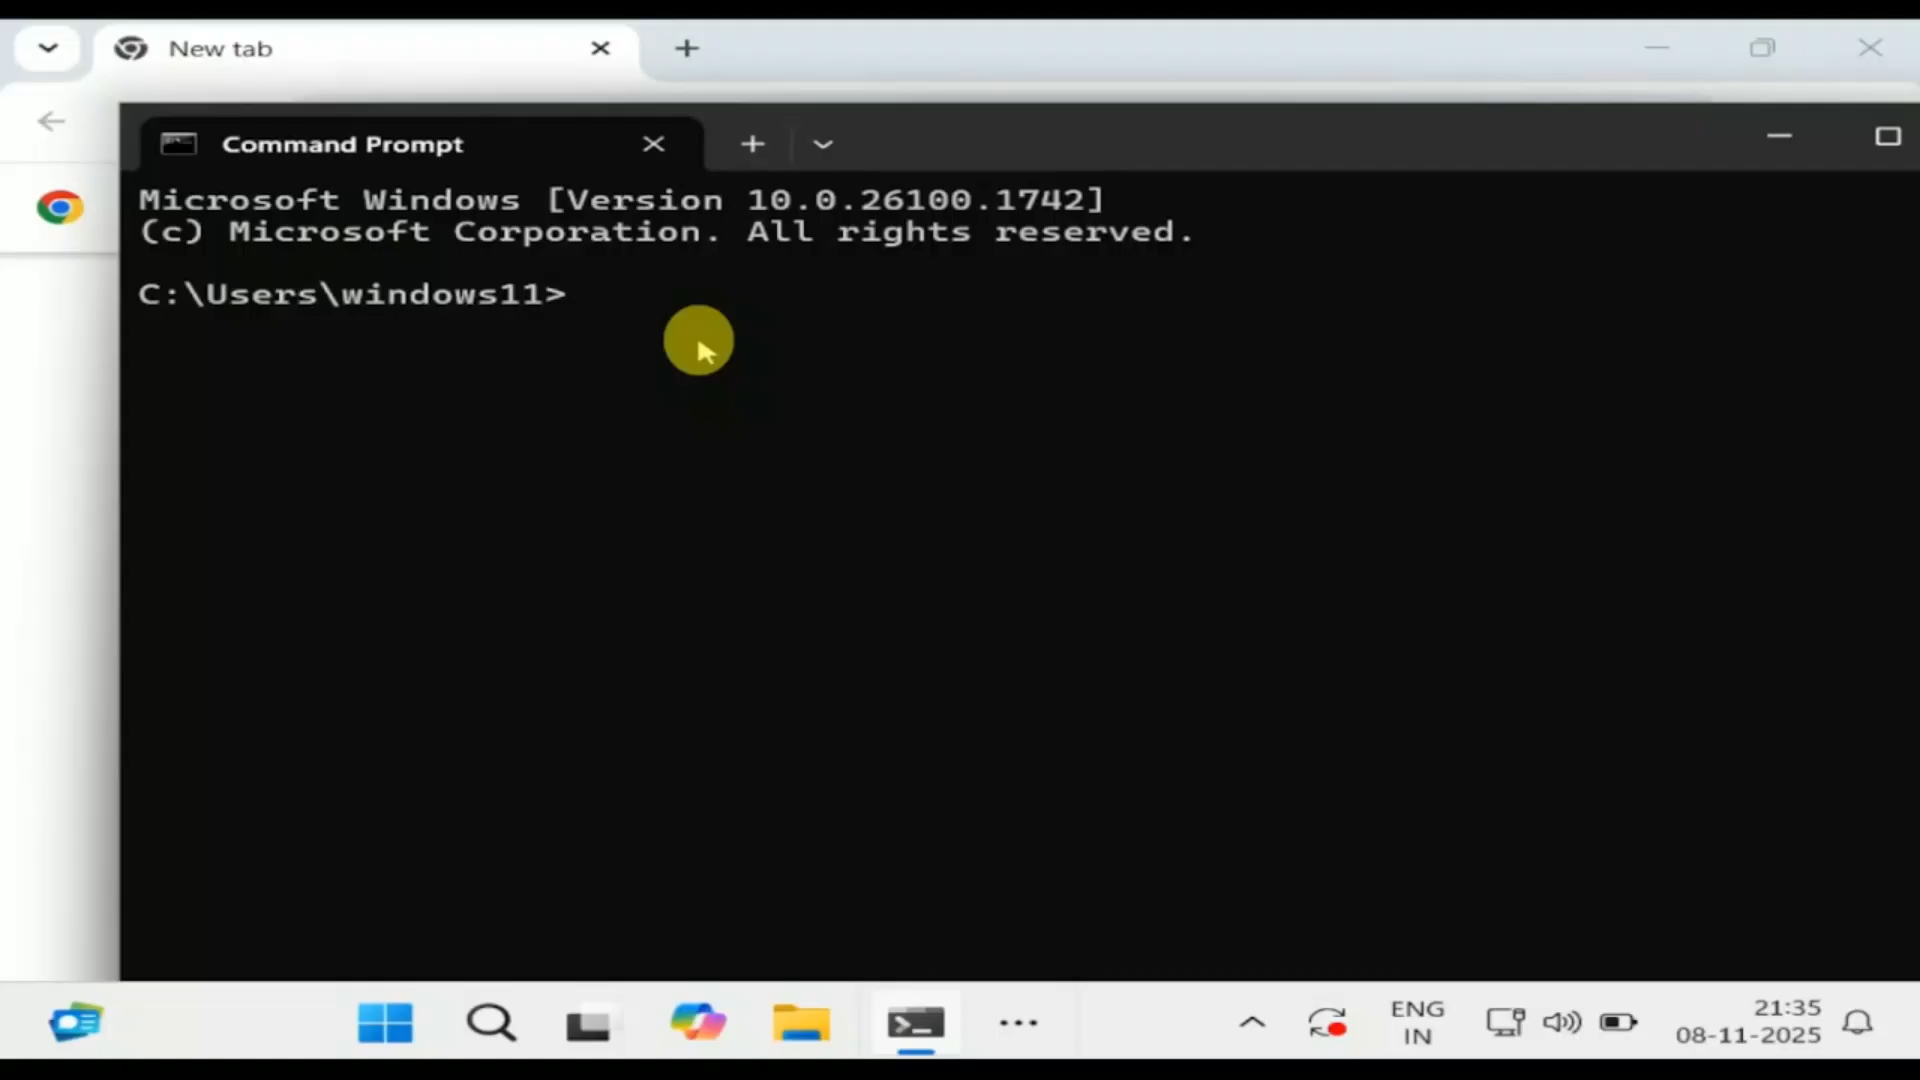 New tab
Command Prompt
Microsoft Windows [Version 10.0.26100.1742]
(c) Microsoft Corporation. All rights reserved.
C:\Users\windows11>
ENG
IN
21:35
08-11-2025